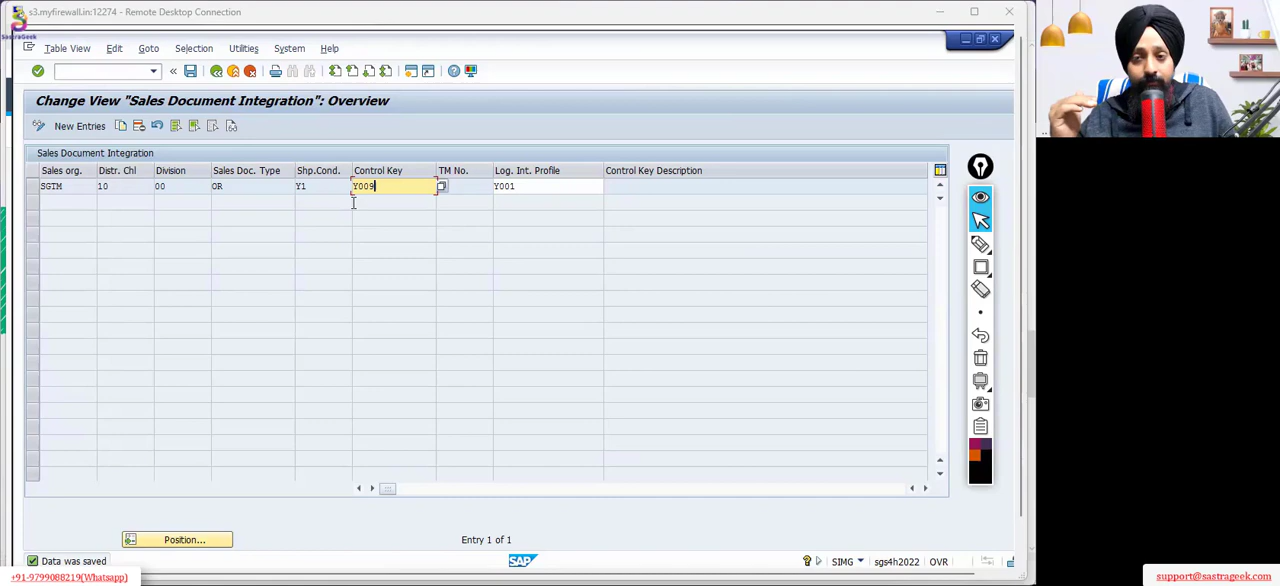 s3.myfirewall.in:12274 - Remote Desktop Connection
SastraGeek
Table View Edit Goto Selection Utilities System Help
Change View "Sales Document Integration": Overview
New Entries
Sales Document Integration
Sales org. Distr. Chl Division Sales Doc. Type Shp.Cond. Control Key TM No. Log. Int. Profile Control Key Description
SGTM 10 00 OR Y1 Y009 Y001
Position... Entry 1 of 1
Data was saved SAP SIMG sgs4h2022 OVR
+91-9799088219(Whatsapp) support@sastrageek.com